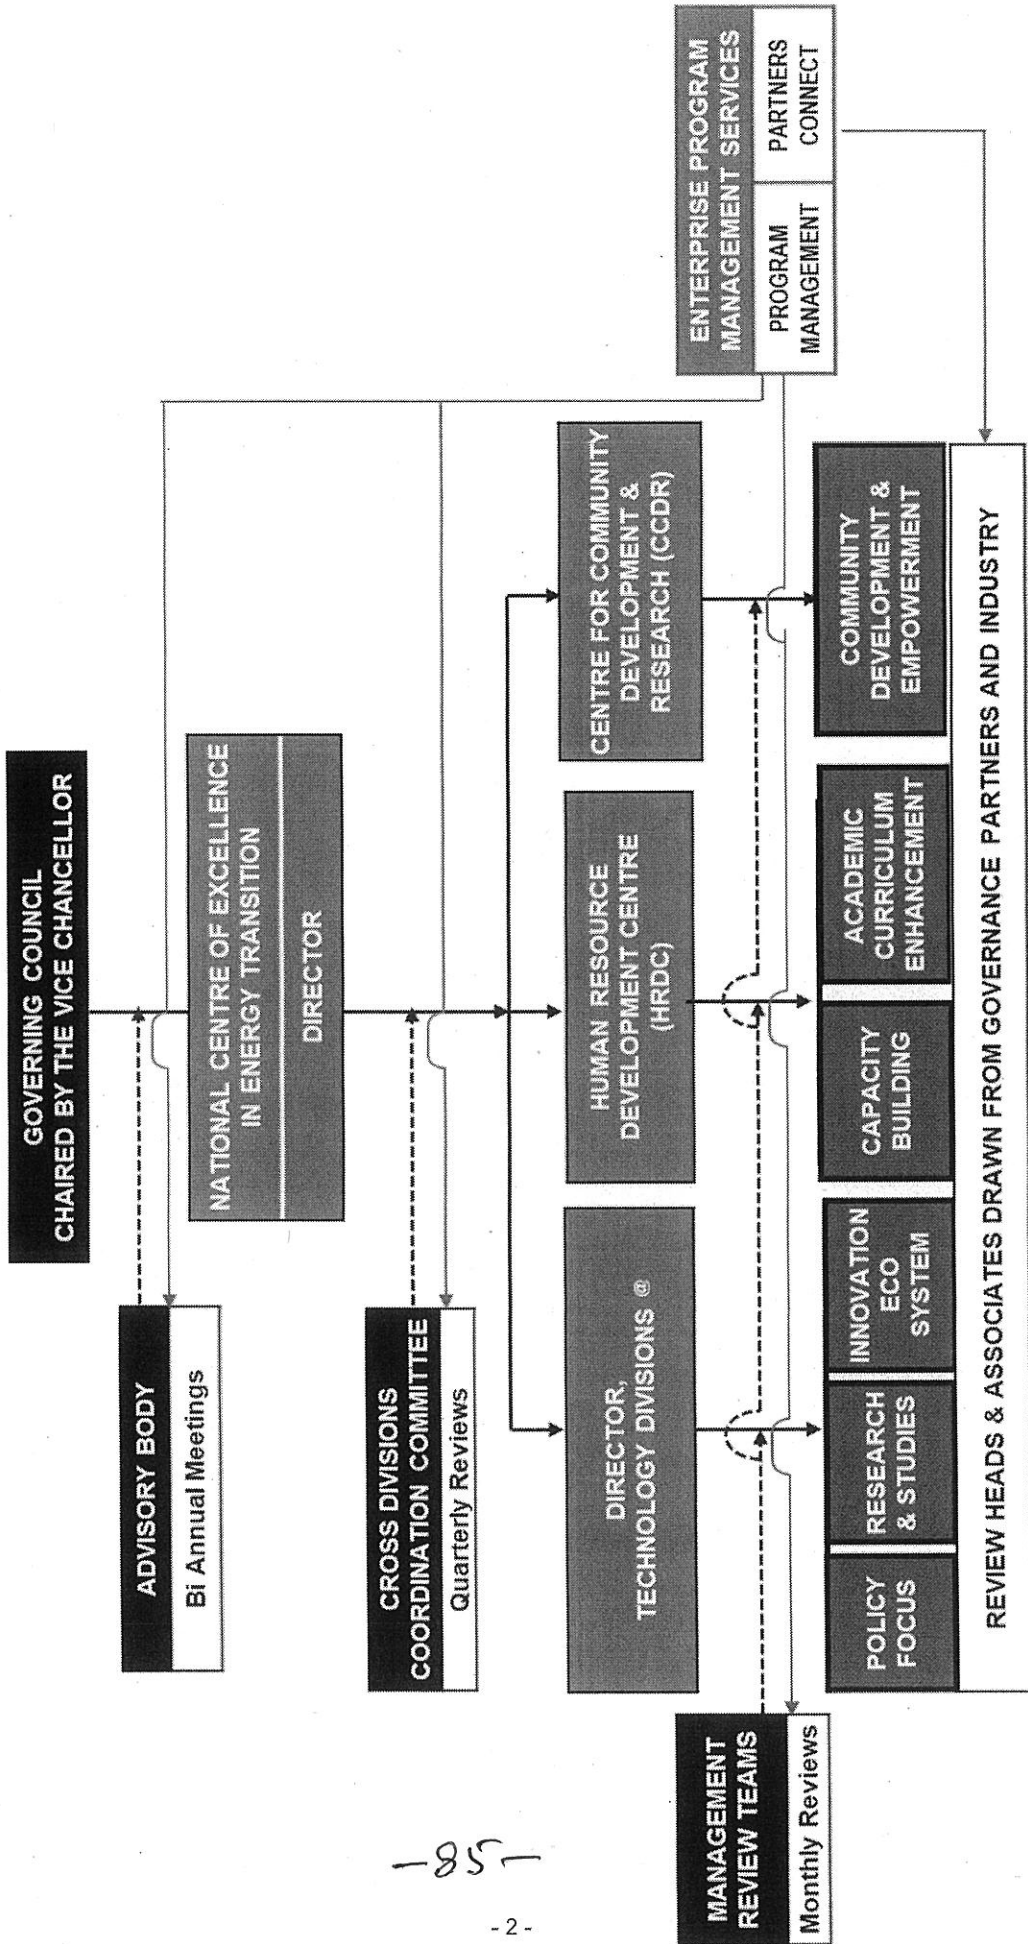 GOVERNING COUNCIL
CHAIRED BY THE VICE CHANCELLOR
ADVISORY BODY
Bi Annual Meetings
NATIONAL CENTRE OF EXCELLENCE
IN ENERGY TRANSITION
DIRECTOR
CROSS DIVISIONS
COORDINATION COMMITTEE
Quarterly Reviews
DIRECTOR,
TECHNOLOGY DIVISIONS @
HUMAN RESOURCE
DEVELOPMENT CENTRE
(HRDC)
CENTRE FOR COMMUNITY
DEVELOPMENT &
RESEARCH (CCDR)
ENTERPRISE PROGRAM
MANAGEMENT SERVICES
PROGRAM
MANAGEMENT
PARTNERS
CONNECT
MANAGEMENT
REVIEW TEAMS
Monthly Reviews
POLICY
FOCUS
RESEARCH
& STUDIES
INNOVATION
ECO
SYSTEM
CAPACITY
BUILDING
ACADEMIC
CURRICULUM
ENHANCEMENT
COMMUNITY
DEVELOPMENT &
EMPOWERMENT
REVIEW HEADS & ASSOCIATES DRAWN FROM GOVERNANCE PARTNERS AND INDUSTRY
-85-
- 2 -